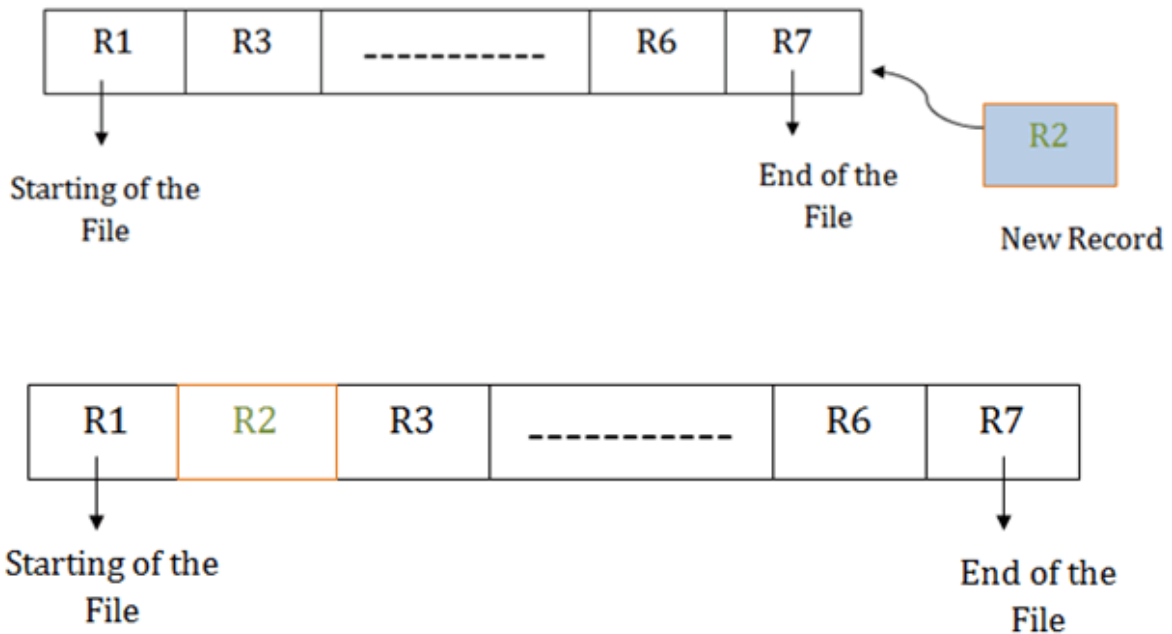 R1 R3 ----------- R6 R7
R2
Starting of the
File
End of the
File
New Record
R1 R2 R3 ----------- R6 R7
Starting of the
File
End of the
File